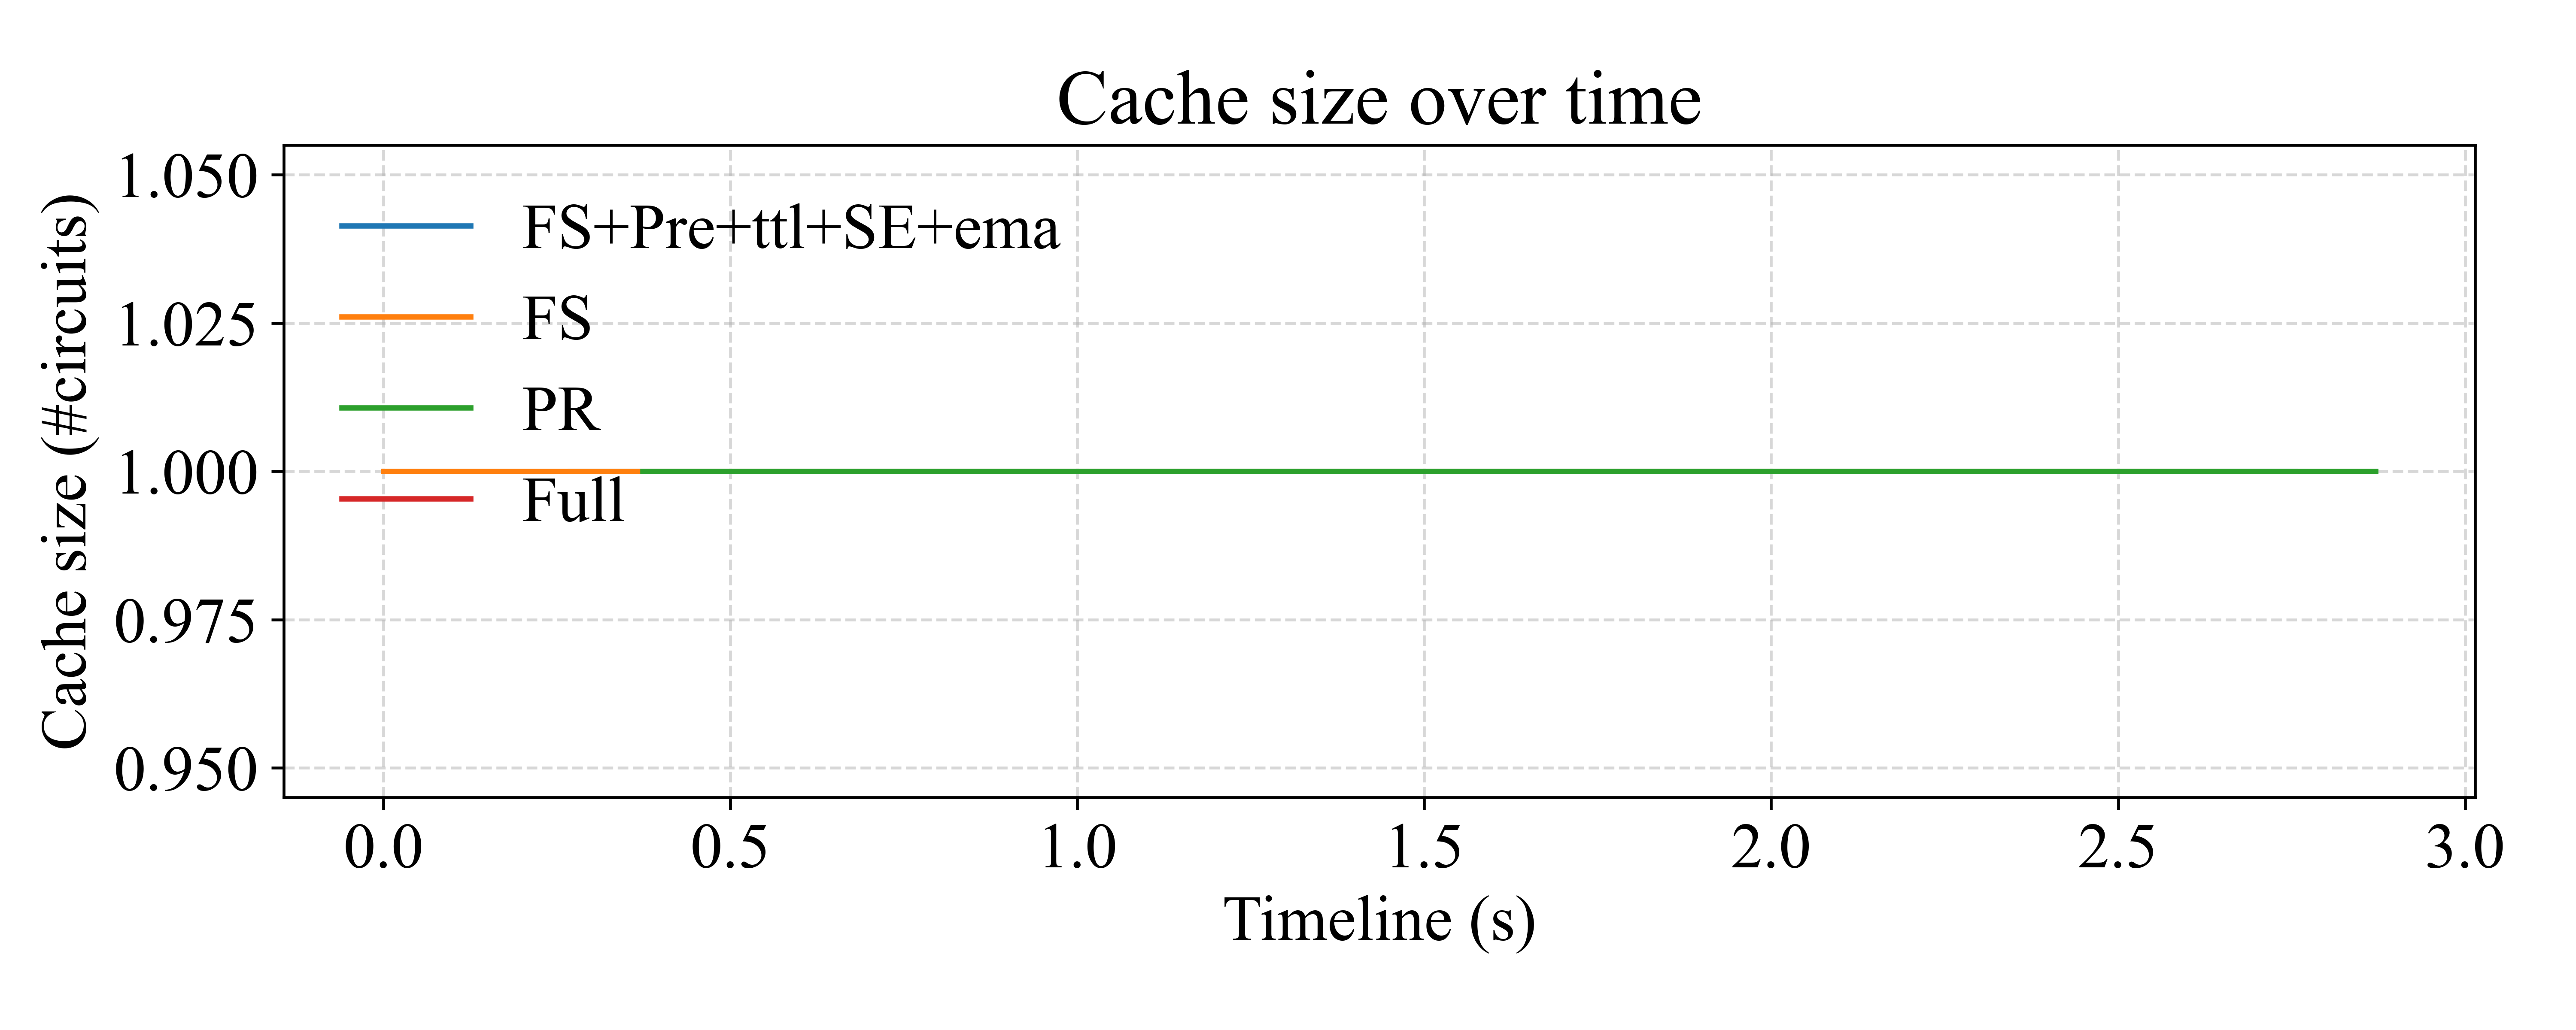 Cache size over time
Cache size (#circuits)
1.050
1.025
1.000
0.975
0.950
FS+Pre+ttl+SE+ema
FS
PR
Full
0.0 0.5 1.0 1.5 2.0 2.5 3.0
Timeline (s)